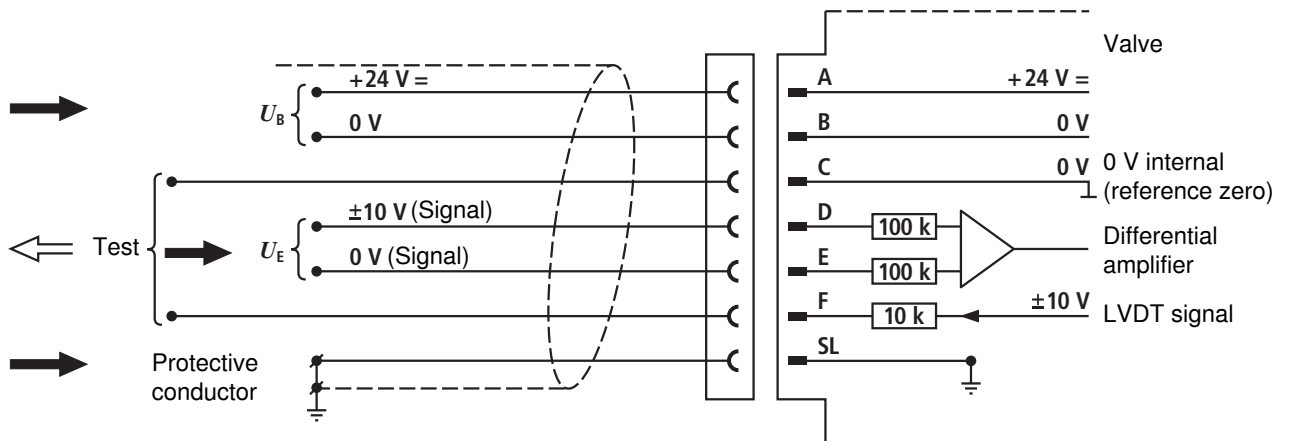 Valve
+24 V =
A
+24 V =
U_B
0 V
B
0 V
C
0 V
0 V internal
(reference zero)
±10 V (Signal)
D
100 k
Test
U_E
Differential
amplifier
0 V (Signal)
E
100 k
F
10 k
±10 V
LVDT signal
SL
Protective
conductor